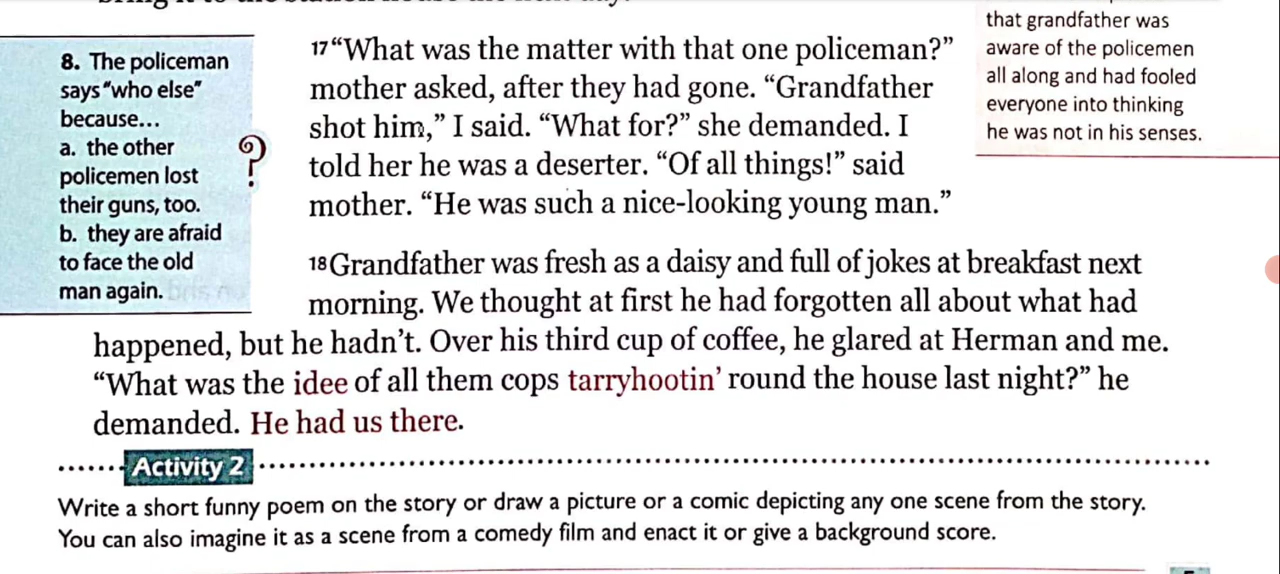 that grandfather was
aware of the policemen
all along and had fooled
everyone into thinking
he was not in his senses.
8. The policeman
says "who else"
because...
a. the other
policemen lost
their guns, too.
b. they are afraid
to face the old
man again.
?
17 “What was the matter with that one policeman?”
mother asked, after they had gone. “Grandfather
shot him,” I said. “What for?” she demanded. I
told her he was a deserter. “Of all things!” said
mother. “He was such a nice-looking young man.”
18 Grandfather was fresh as a daisy and full of jokes at breakfast next
morning. We thought at first he had forgotten all about what had
happened, but he hadn’t. Over his third cup of coffee, he glared at Herman and me.
“What was the idee of all them cops tarryhootin’ round the house last night?” he
demanded. He had us there.
Activity 2
Write a short funny poem on the story or draw a picture or a comic depicting any one scene from the story.
You can also imagine it as a scene from a comedy film and enact it or give a background score.